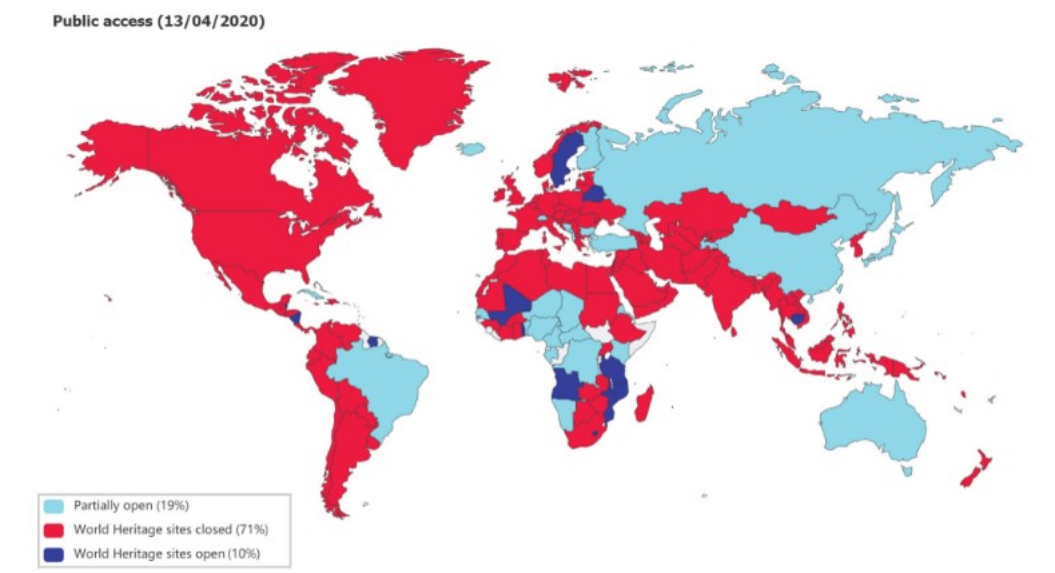 Public access (13/04/2020)
Partially open (19%)
World Heritage sites closed (71%)
World Heritage sites open (10%)